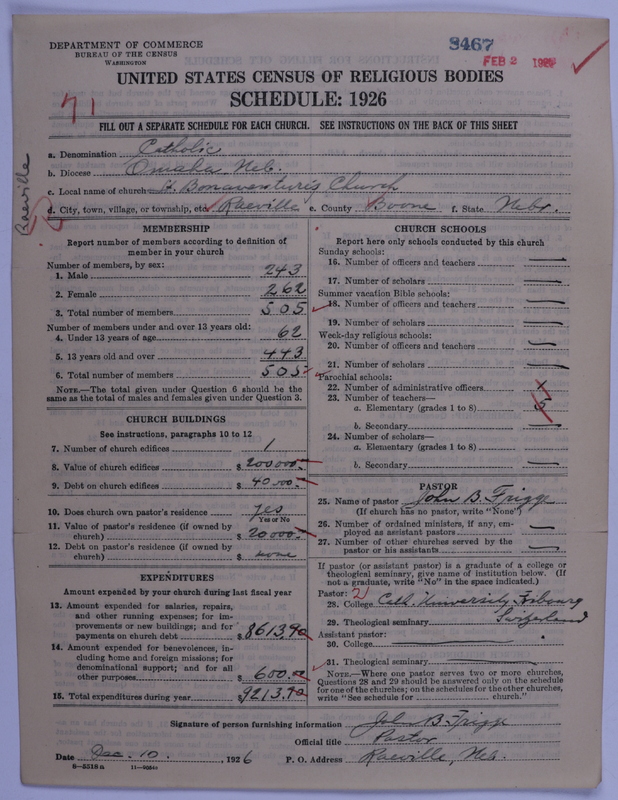 DEPARTMENT OF COMMERCE
BUREAU OF THE CENSUS
WASHINGTON
3467
FEB 2 192
UNITED STATES CENSUS OF RELIGIOUS BODIES
SCHEDULE: 1926
71
FILL OUT A SEPARATE SCHEDULE FOR EACH CHURCH. SEE INSTRUCTIONS ON THE BACK OF THIS SHEET
Raeville
a. Denomination Catholic
b. Diocese Omaha Neb.
c. Local name of church St Bonaventure's Church
d. City, town, village, or township, etc. Raeville e. County Boone f. State Nebr.
MEMBERSHIP
Report number of members according to definition of
member in your church
Number of members, by sex:
1. Male 243
2. Female 262
3. Total number of members 505
Number of members under and over 13 years old:
4. Under 13 years of age 62
5. 13 years old and over 443
6. Total number of members 505
NOTE.—The total given under Question 6 should be
same as the total of males and females given under Question 3.
CHURCH BUILDINGS
See instructions, paragraphs 10 to 12
7. Number of church edifices 1
8. Value of church edifices $ 200000
9. Debt on church edifices $ 40,000
10. Does church own pastor's residence yes
Yes or No
11. Value of pastor's residence (if owned by
church) $ 20,000
12. Debt on pastor's residence (if owned by
church) $ none
EXPENDITURES
Amount expended by your church during last fiscal year
13. Amount expended for salaries, repairs,
and other running expenses; for im-
provements or new buildings; and for
payments on church debt $ 8613,90
14. Amount expended for benevolences, in-
cluding home and foreign missions; for
denominational support; and for all
other purposes $ 600.00
15. Total expenditures during year $ 9213,90
CHURCH SCHOOLS
Report here only schools conducted by this church
Sunday schools:
16. Number of officers and teachers
17. Number of scholars
Summer vacation Bible schools:
18. Number of officers and teachers
19. Number of scholars
Week-day religious schools:
20. Number of officers and teachers
21. Number of scholars
Parochial schools:
22. Number of administrative officers
23. Number of teachers—
a. Elementary (grades 1 to 8) 5
b. Secondary
24. Number of scholars—
a. Elementary (grades 1 to 8)
b. Secondary
PASTOR
25. Name of pastor John B. Frigge
(If church has no pastor, write "None")
26. Number of ordained ministers, if any, em-
ployed as assistant pastors
27. Number of other churches served by the
pastor or his assistants
If pastor (or assistant pastor) is a graduate of a college or
theological seminary, give name of institution below. (If
not a graduate, write "No" in the space indicated.)
Pastor: 2
28. College Cath. University Fribourg
29. Theological seminary
Assistant pastor:
30. College
31. Theological seminary
NOTE.—Where one pastor serves two or more churches,
Questions 28 and 29 should be answered only on the schedule
for one of the churches; on the schedules for the other churches,
write "See schedule for church."
Signature of person furnishing information John B. Frigge
Official title Pastor
Date Dec. 10, 1926 P. O. Address Raeville, Neb.
8—5518a